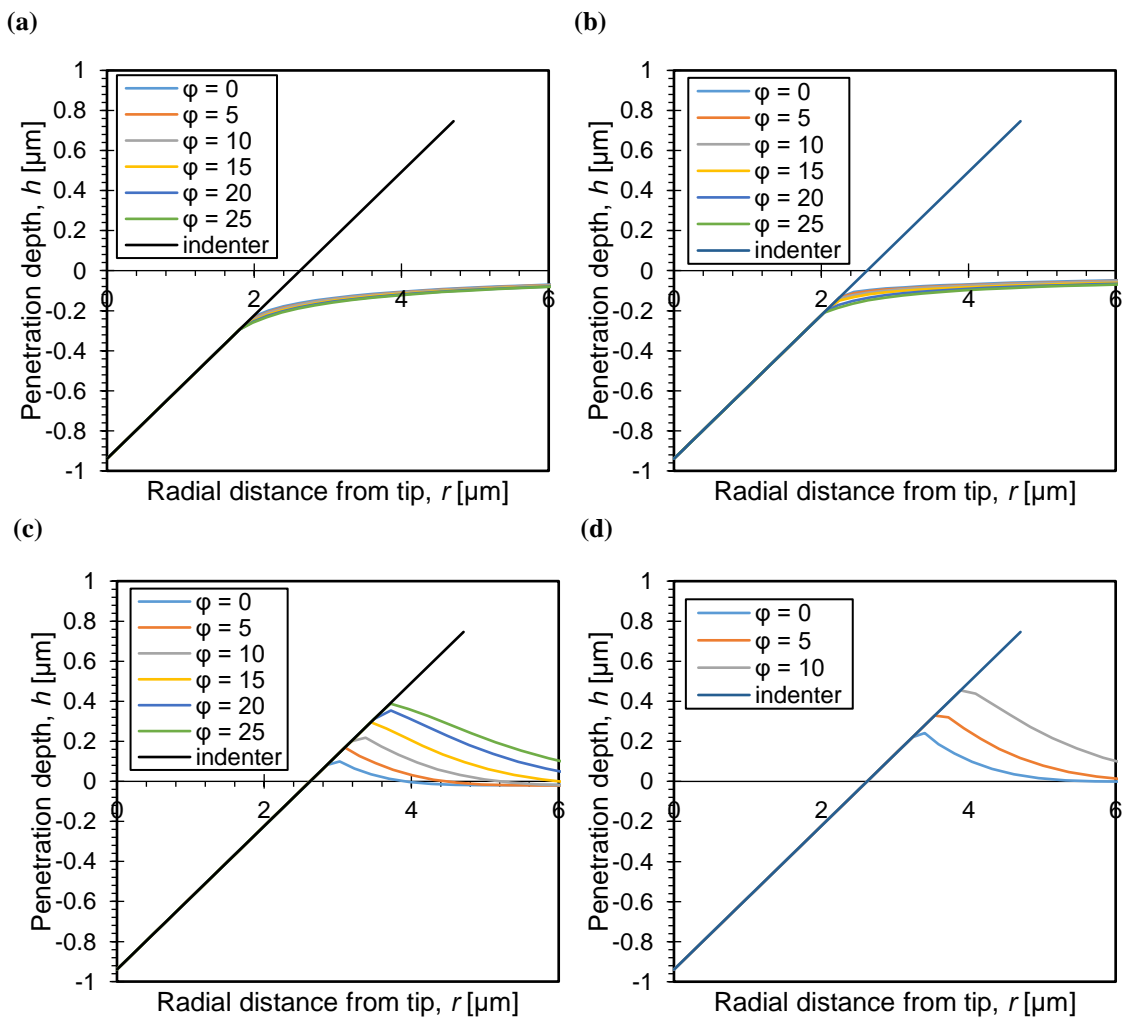 (a)
1
0.8
0.6
0.4
0.2
0
-0.2
-0.4
-0.6
-0.8
-1
0 2 4 6
Penetration depth, h [µm]
Radial distance from tip, r [µm]
φ = 0
φ = 5
φ = 10
φ = 15
φ = 20
φ = 25
indenter
(b)
1
0.8
0.6
0.4
0.2
0
-0.2
-0.4
-0.6
-0.8
-1
0 2 4 6
Penetration depth, h [µm]
Radial distance from tip, r [µm]
φ = 0
φ = 5
φ = 10
φ = 15
φ = 20
φ = 25
indenter
(c)
1
0.8
0.6
0.4
0.2
0
-0.2
-0.4
-0.6
-0.8
-1
0 2 4 6
Penetration depth, h [µm]
Radial distance from tip, r [µm]
φ = 0
φ = 5
φ = 10
φ = 15
φ = 20
φ = 25
indenter
(d)
1
0.8
0.6
0.4
0.2
0
-0.2
-0.4
-0.6
-0.8
-1
0 2 4 6
Penetration depth, h [µm]
Radial distance from tip, r [µm]
φ = 0
φ = 5
φ = 10
indenter